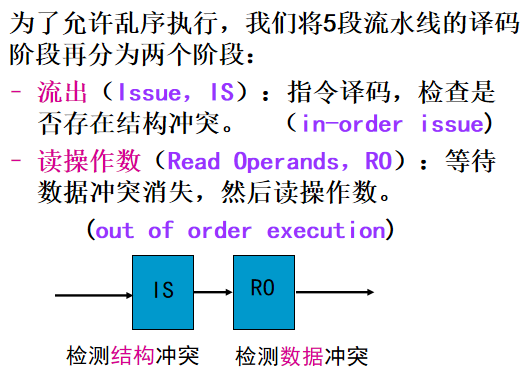 为了允许乱序执行，我们将5段流水线的译码
阶段再分为两个阶段：
– 流出（Issue，IS）：指令译码，检查是
否存在结构冲突。 （in-order issue)
– 读操作数（Read Operands，RO）：等待
数据冲突消失，然后读操作数。
(out of order execution)
IS RO
检测结构冲突 检测数据冲突